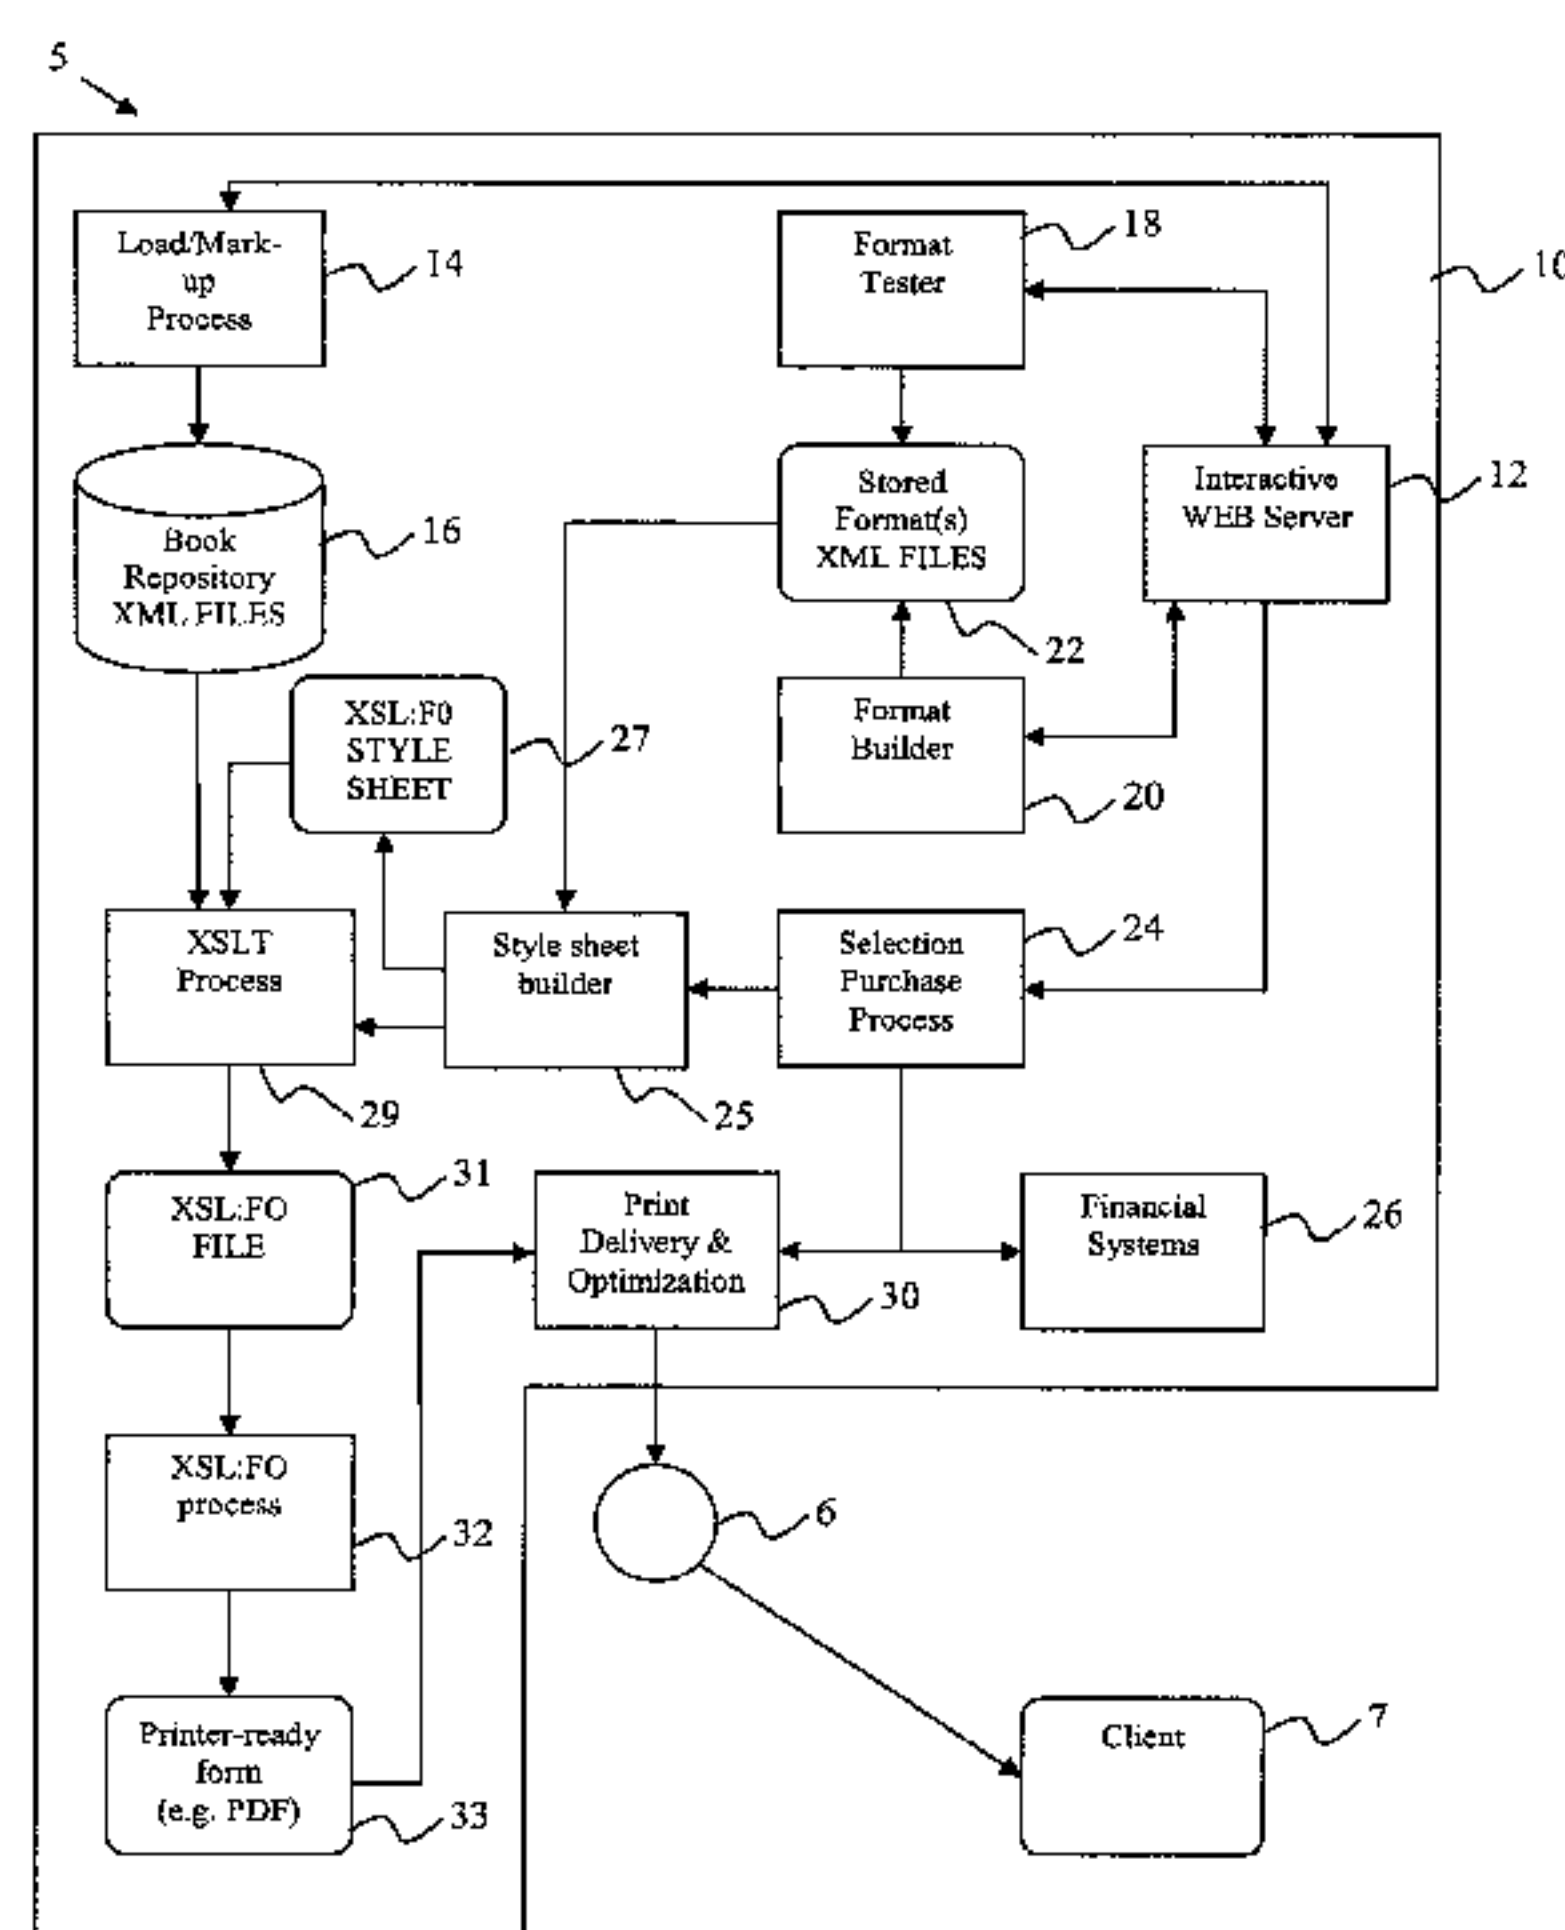 5
Load/Mark-
up
Process
14
Format
Tester
18
10
Book
Repository
XML FILES
16
Stored
Format(s)
XML FILES
22
Interactive
WEB Server
12
XSL:F0
STYLE
SHEET
27
Format
Builder
20
XSLT
Process
29
Style sheet
builder
25
Selection
Purchase
Process
24
XSL:FO
FILE
31
Print
Delivery &
Optimization
30
Financial
Systems
26
XSL:FO
process
32
6
Printer-ready
form
(e.g. PDF)
33
Client
7